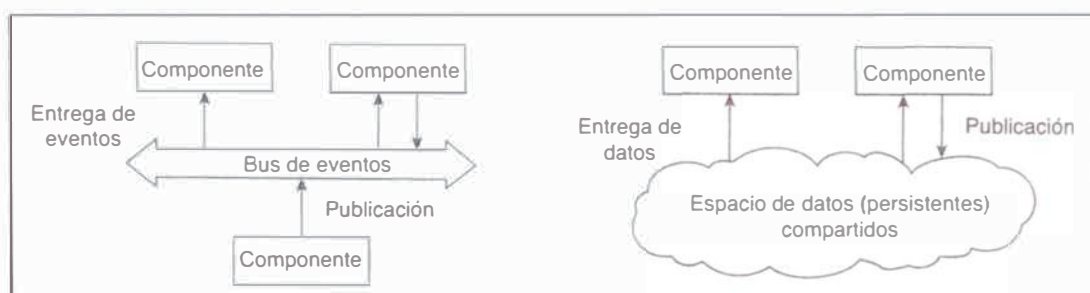 Componente
Componente
Entrega de
eventos
Bus de eventos
Publicación
Componente
Componente
Componente
Entrega de
datos
Publicación
Espacio de datos (persistentes)
compartidos